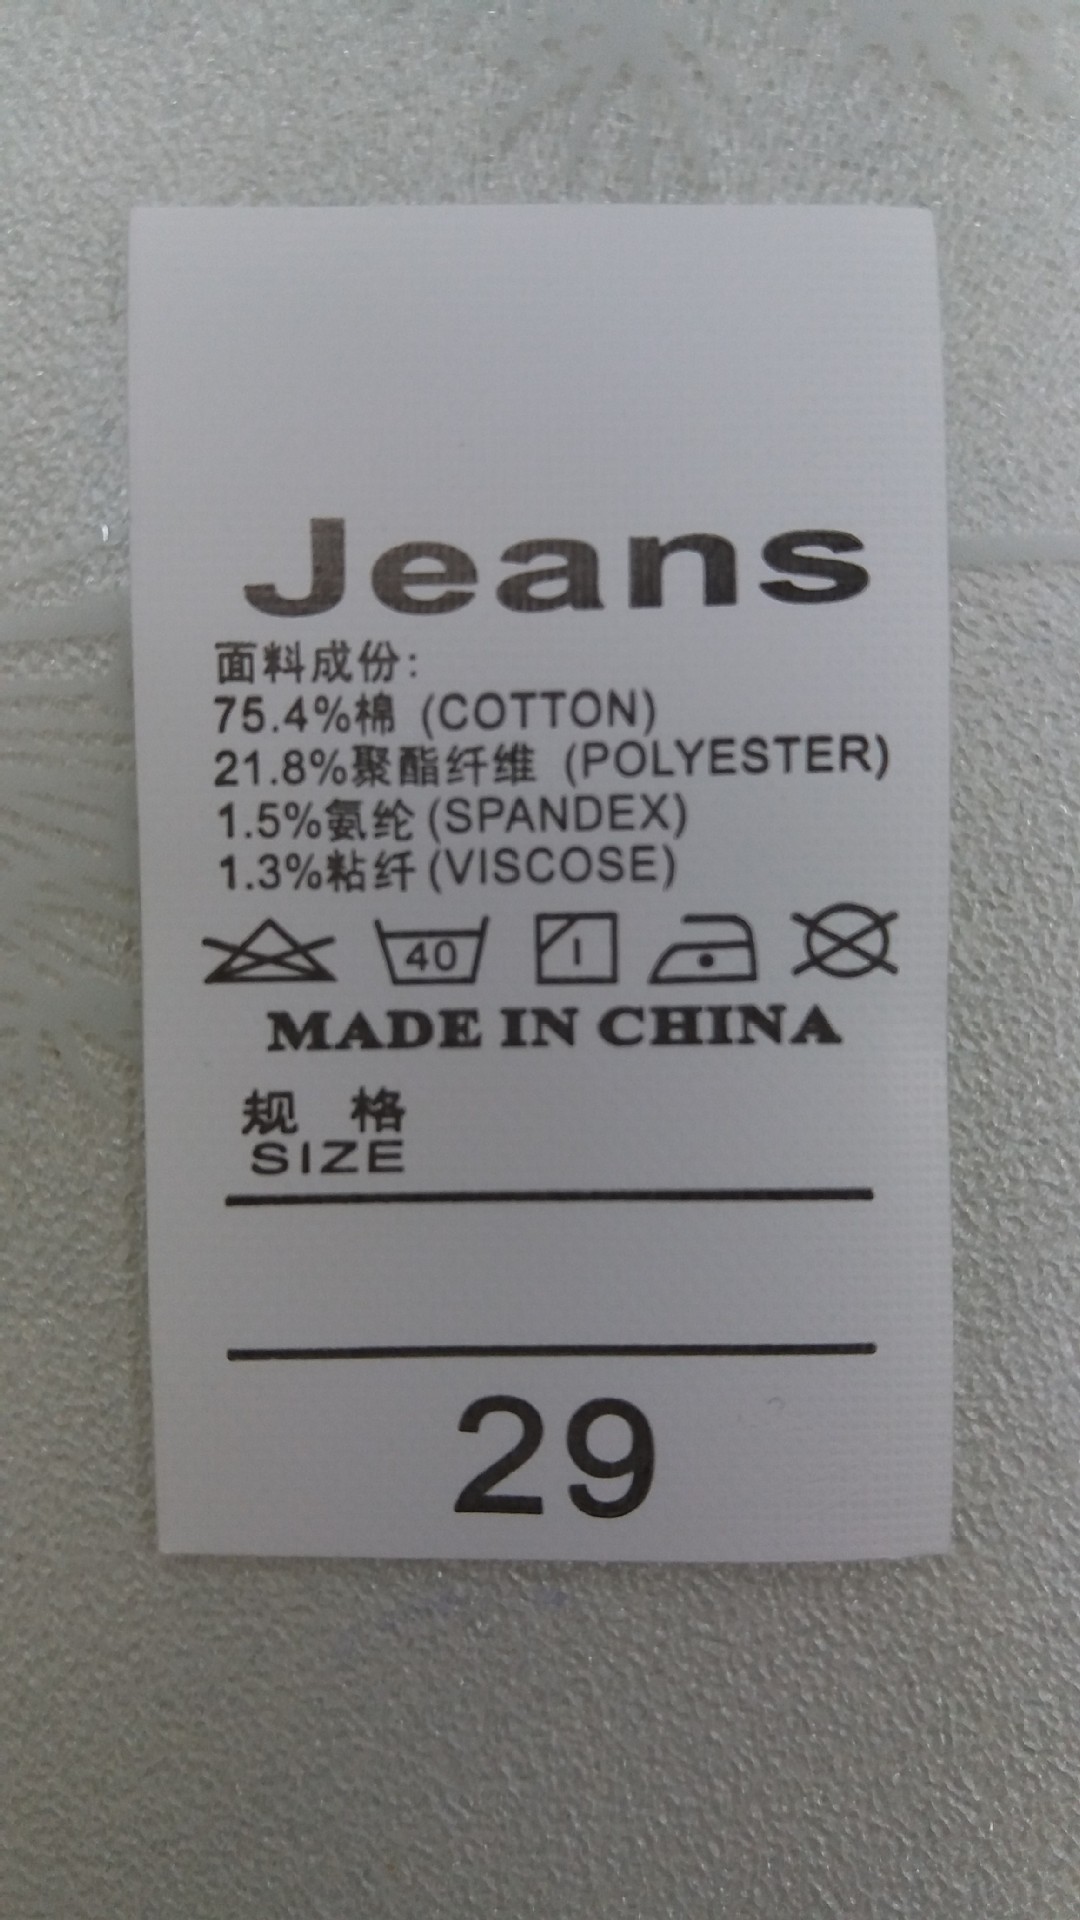 Jeans
面料成份:
75.4%棉 (COTTON)
21.8%聚酯纤维 (POLYESTER)
1.5%氨纶 (SPANDEX)
1.3%粘纤 (VISCOSE)
40
MADE IN CHINA
规 格
SIZE
29